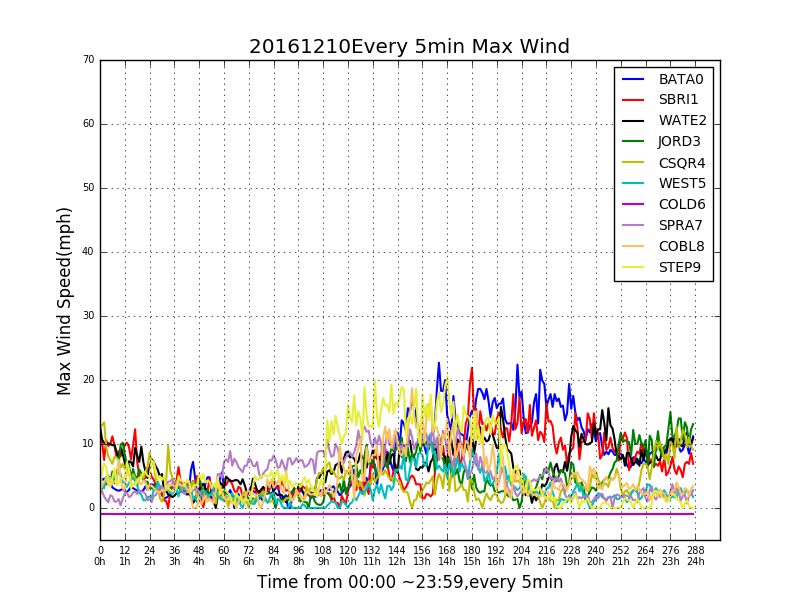 20161210Every 5min Max Wind
70
60
50
40
30
20
10
0
Max Wind Speed(mph)
BATA0
SBRI1
WATE2
JORD3
CSQR4
WEST5
COLD6
SPRA7
COBL8
STEP9
0 12 24 36 48 60 72 84 96 108 120 132 144 156 168 180 192 204 216 228 240 252 264 276 288
0h 1h 2h 3h 4h 5h 6h 7h 8h 9h 10h 11h 12h 13h 14h 15h 16h 17h 18h 19h 20h 21h 22h 23h 24h
Time from 00:00 ~23:59,every 5min